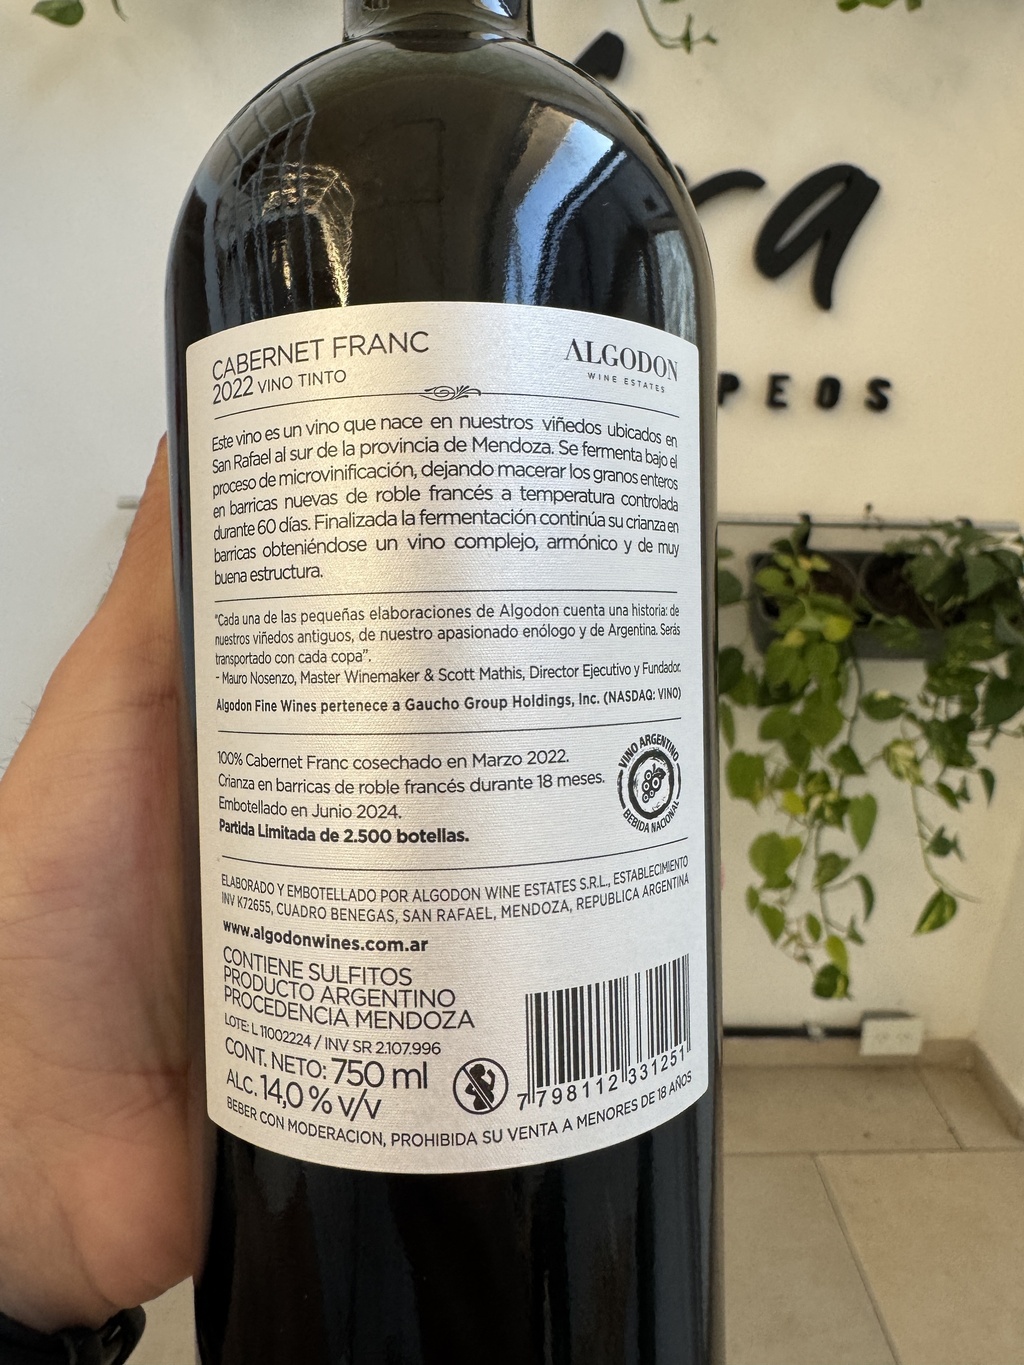 CABERNET FRANC
2022 VINO TINTO
ALGODON
WINE ESTATES
Este vino es un vino que nace en nuestros viñedos ubicados en
San Rafael al sur de la provincia de Mendoza. Se fermenta bajo el
proceso de microvinificación, dejando macerar los granos enteros
en barricas nuevas de roble francés a temperatura controlada
durante 60 días. Finalizada la fermentación continúa su crianza en
barricas obteniéndose un vino complejo, armónico y de muy
buena estructura.
"Cada una de las pequeñas elaboraciones de Algodon cuenta una historia: de
nuestros viñedos antiguos, de nuestro apasionado enólogo y de Argentina. Serás
transportado con cada copa".
- Mauro Nosenzo, Master Winemaker & Scott Mathis, Director Ejecutivo y Fundador.
Algodon Fine Wines pertenece a Gaucho Group Holdings, Inc. (NASDAQ: VINO)
100% Cabernet Franc cosechado en Marzo 2022.
Crianza en barricas de roble francés durante 18 meses.
Embotellado en Junio 2024.
Partida Limitada de 2.500 botellas.
VINO ARGENTINO
BEBIDA NACIONAL
ELABORADO Y EMBOTELLADO POR ALGODON WINE ESTATES S.R.L., ESTABLECIMIENTO
INV K72655, CUADRO BENEGAS, SAN RAFAEL, MENDOZA, REPUBLICA ARGENTINA
www.algodonwines.com.ar
CONTIENE SULFITOS
PRODUCTO ARGENTINO
PROCEDENCIA MENDOZA
LOTE: L 11002224 / INV SR 2.107.996
CONT. NETO: 750 ml
ALC. 14,0 % v/v
7 798112 331251
BEBER CON MODERACION, PROHIBIDA SU VENTA A MENORES DE 18 AÑOS